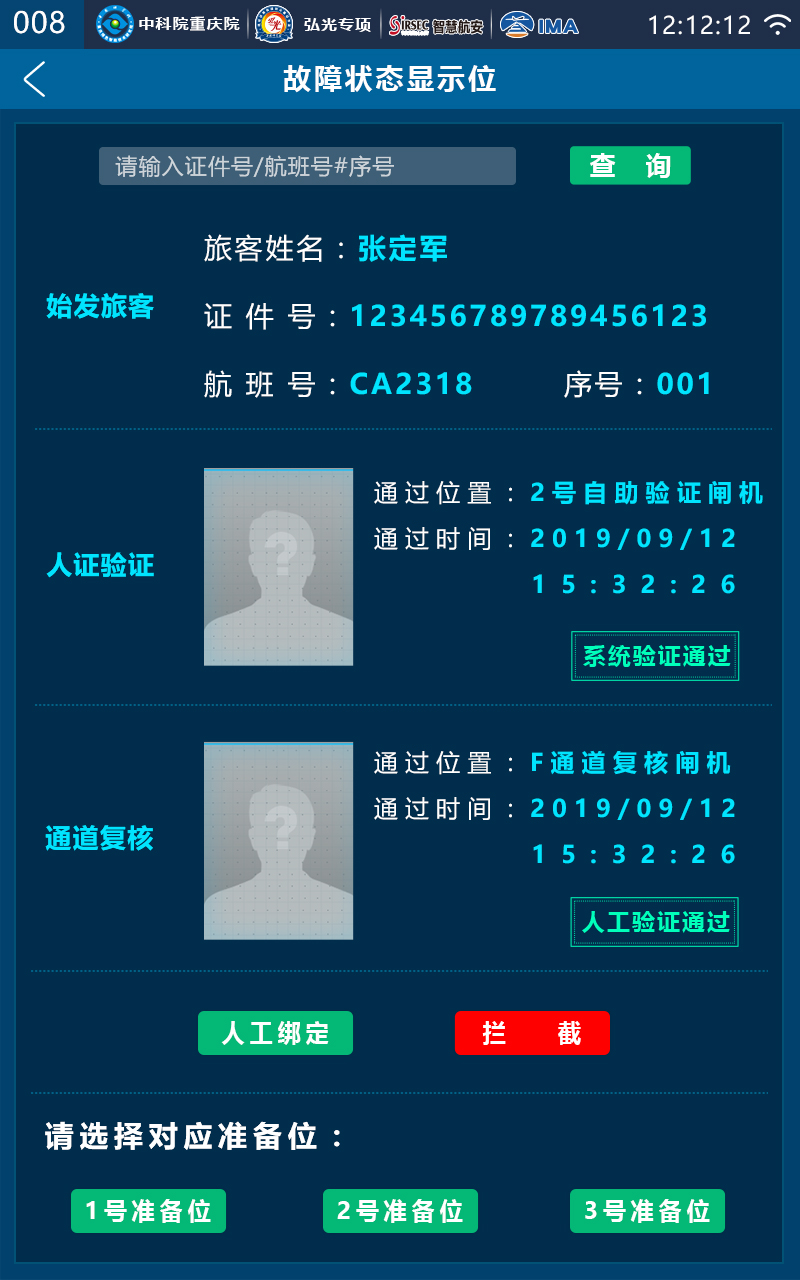 008 中科院重庆院 弘光专项 SiRSEC 智慧航安 IMA 12:12:12
故障状态显示位
请输入证件号/航班号#序号 查 询
旅客姓名：张定军
始发旅客
证 件 号：123456789789456123
航 班 号：CA2318 序号：001
通过位置：2号自助验证闸机
通过时间：2019/09/12
人证验证
15:32:26
系统验证通过
通过位置：F通道复核闸机
通过时间：2019/09/12
通道复核
15:32:26
人工验证通过
人工绑定 拦 截
请选择对应准备位：
1号准备位 2号准备位 3号准备位